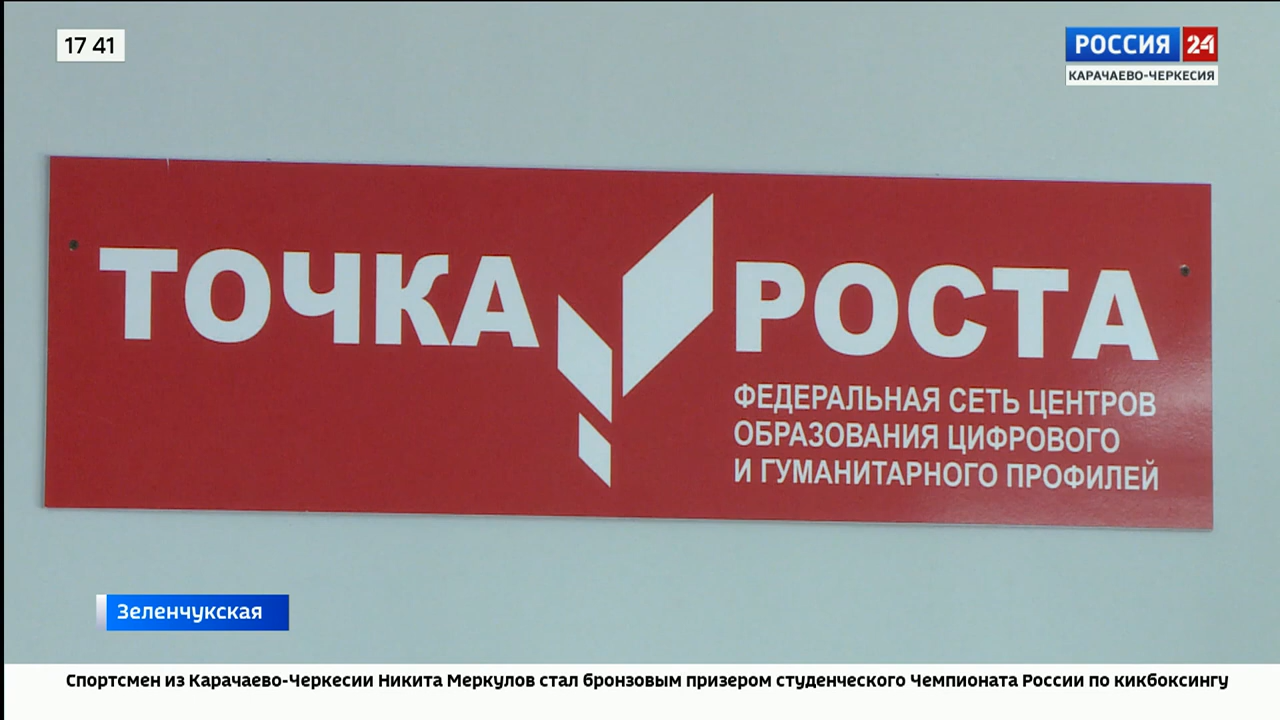 17 41
РОССИЯ 24
КАРАЧАЕВО-ЧЕРКЕСИЯ
ТОЧКА РОСТА
ФЕДЕРАЛЬНАЯ СЕТЬ ЦЕНТРОВ
ОБРАЗОВАНИЯ ЦИФРОВОГО
И ГУМАНИТАРНОГО ПРОФИЛЕЙ
Зеленчукская
Спортсмен из Карачаево-Черкесии Никита Меркулов стал бронзовым призером студенческого Чемпионата России по кикбоксингу